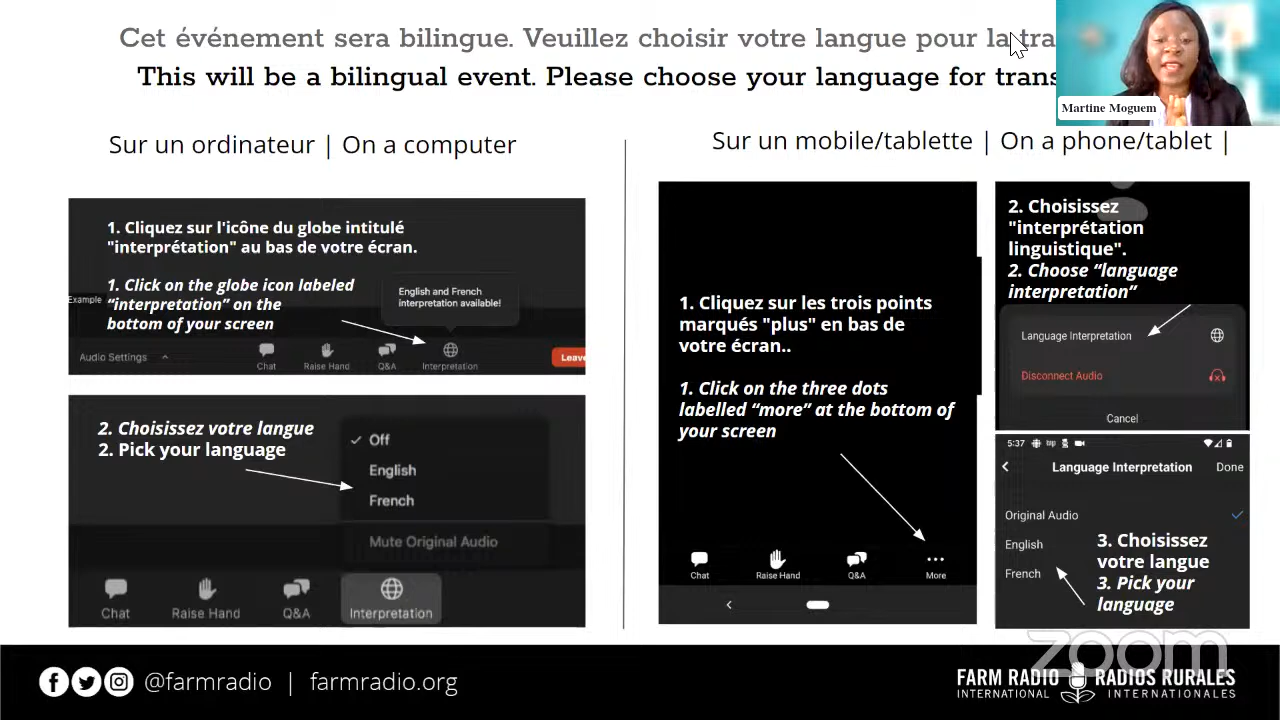 Cet événement sera bilingue. Veuillez choisir votre langue pour la
This will be a bilingual event. Please choose your language for
Martine Moguem
Sur un ordinateur | On a computer
1. Cliquez sur l'icône du globe intitulé
"interprétation" au bas de votre écran.
1. Click on the globe icon labeled
“interpretation” on the
bottom of your screen
Example
English and French
interpretation available!
Audio Settings
Chat
Raise Hand
Q&A
Interpretation
Leave
2. Choisissez votre langue
2. Pick your language
Off
English
French
Mute Original Audio
Chat
Raise Hand
Q&A
Interpretation
Sur un mobile/tablette | On a phone/tablet |
1. Cliquez sur les trois points
marqués "plus" en bas de
votre écran..
1. Click on the three dots
labelled “more” at the bottom of
your screen
Chat
Raise Hand
Q&A
More
2. Choisissez
"interprétation
linguistique".
2. Choose “language
interpretation”
Language Interpretation
Disconnect Audio
Cancel
5:37
Language Interpretation
Done
Original Audio
English
French
3. Choisissez
votre langue
3. Pick your
language
zoom
@farmradio | farmradio.org
FARM RADIO
INTERNATIONAL
RADIOS RURALES
INTERNATIONALES